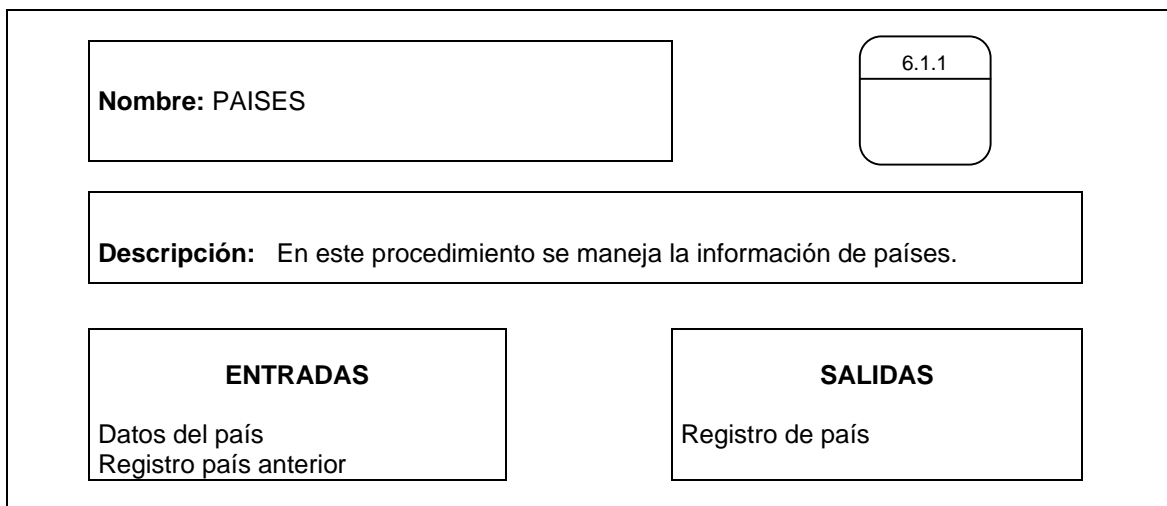 6.1.1
Nombre: PAISES
Descripción: En este procedimiento se maneja la información de países.
ENTRADAS
Datos del país
Registro país anterior
SALIDAS
Registro de país